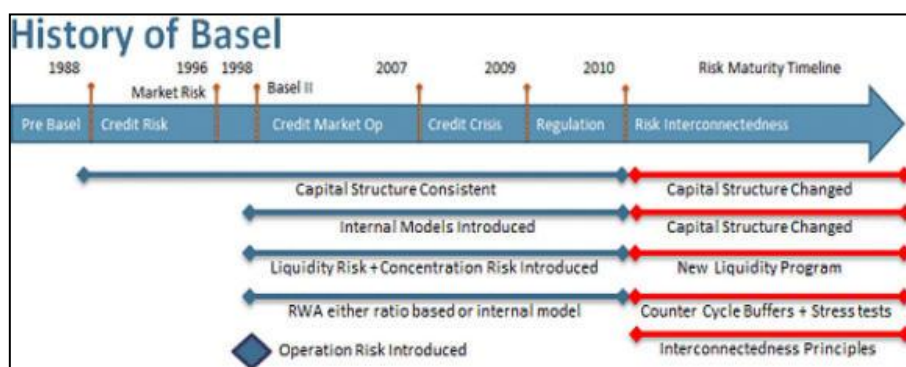 History of Basel
1988 1996 1998 2007 2009 2010 Risk Maturity Timeline
Market Risk Basel II
Pre Basel Credit Risk Credit Market Op Credit Crisis Regulation Risk Interconnectedness
Capital Structure Consistent Capital Structure Changed
Internal Models Introduced Capital Structure Changed
Liquidity Risk + Concentration Risk Introduced New Liquidity Program
RWA either ratio based or internal model Counter Cycle Buffers + Stress tests
Operation Risk Introduced Interconnectedness Principles